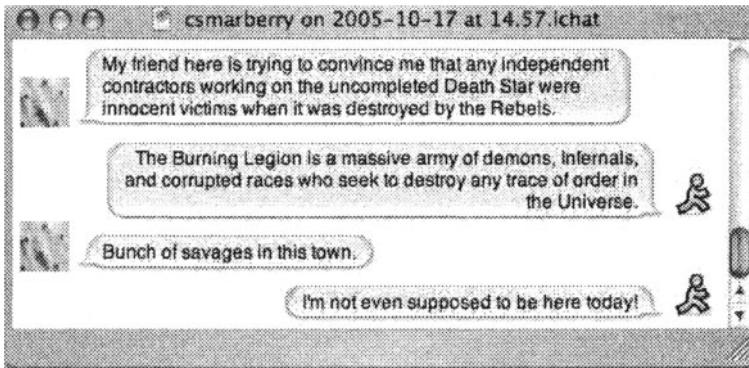 csmarberry on 2005-10-17 at 14.57.ichat
My friend here is trying to convince me that any independent
contractors working on the uncompleted Death Star were
innocent victims when it was destroyed by the Rebels.
The Burning Legion is a massive army of demons, Infernals,
and corrupted races who seek to destroy any trace of order in
the Universe.
Bunch of savages in this town.
I'm not even supposed to be here today!